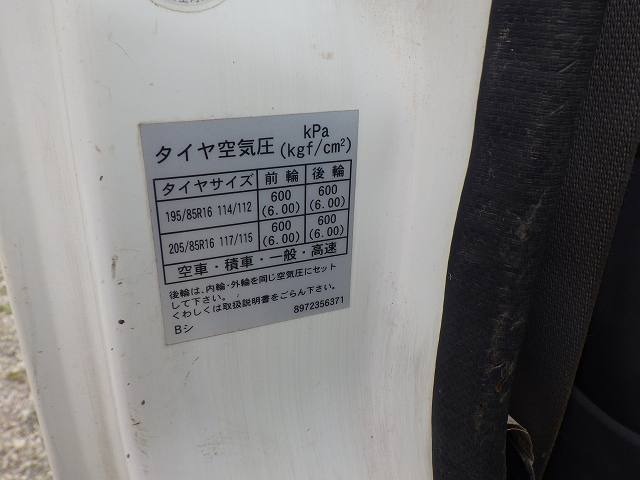 タイヤ空気圧 kPa (kgf/cm²)
タイヤサイズ 前輪 後輪
195/85R16 114/112 600 (6.00) 600 (6.00)
205/85R16 117/115 600 (6.00) 600 (6.00)
空車・積車・一般・高速
後輪は、内輪・外輪を同じ空気圧にセット
して下さい。
くわしくは取扱説明書をごらん下さい。
Bシ 8972356371